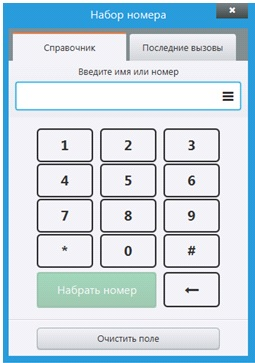 Набор номера
Справочник
Последние вызовы
Введите имя или номер
1 2 3
4 5 6
7 8 9
* 0 #
Набрать номер
Очистить поле